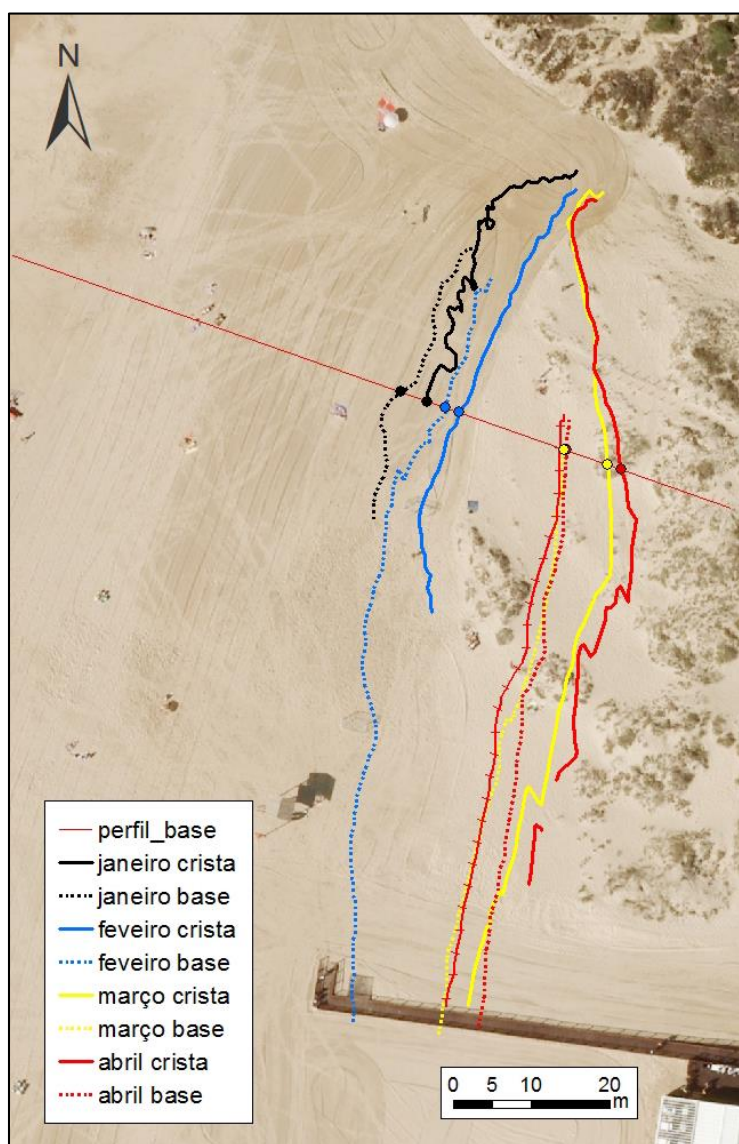 N
perfil_base
janeiro crista
janeiro base
feveiro crista
feveiro base
março crista
março base
abril crista
abril base
0 5 10 20
m